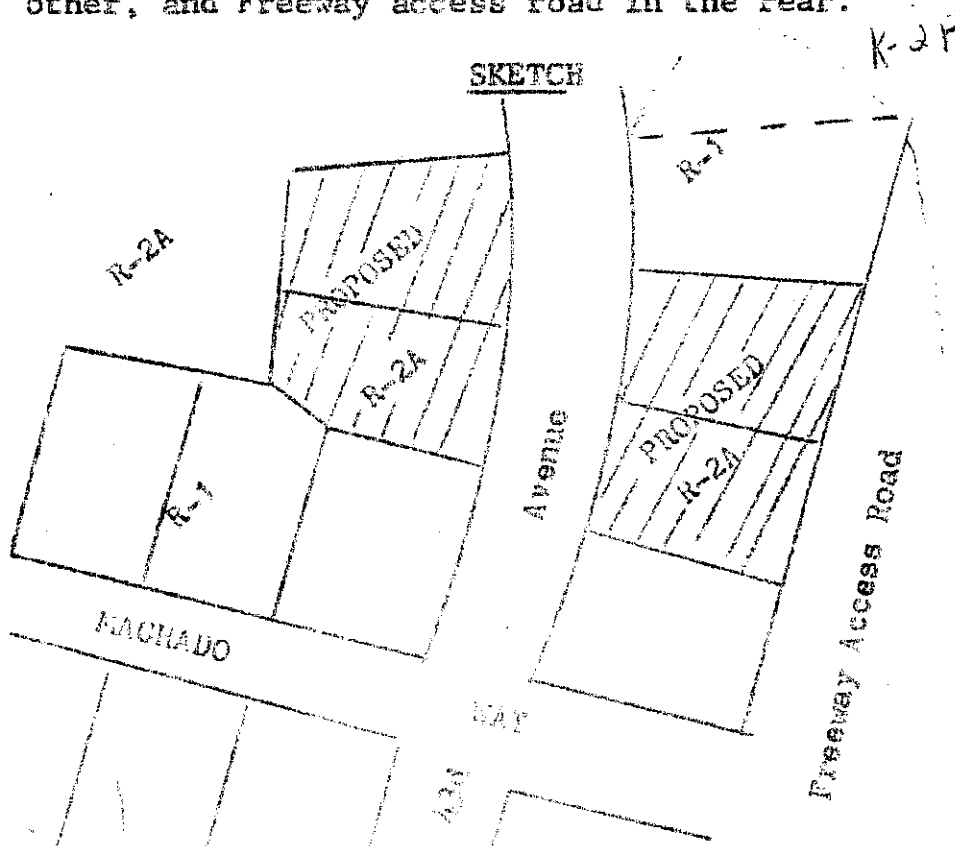 other, and Freeway access road in the rear.
SKETCH
R-1
R-2A
PROPOSED
R-2A
PROPOSED
R-2A
Avenue
R-1
Freeway Access Road
MACHADO
WAY